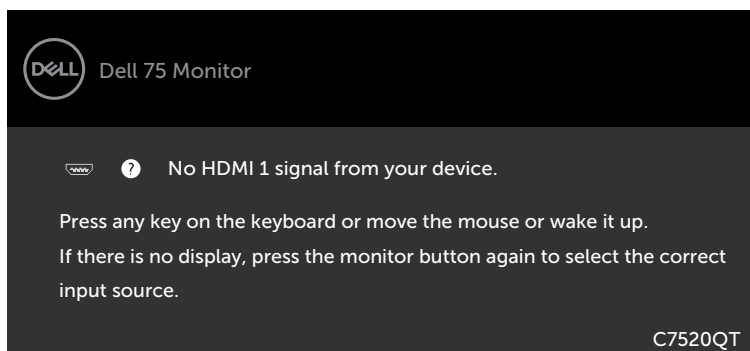 DELL
Dell 75 Monitor
? No HDMI 1 signal from your device.
Press any key on the keyboard or move the mouse or wake it up.
If there is no display, press the monitor button again to select the correct
input source.
C7520QT